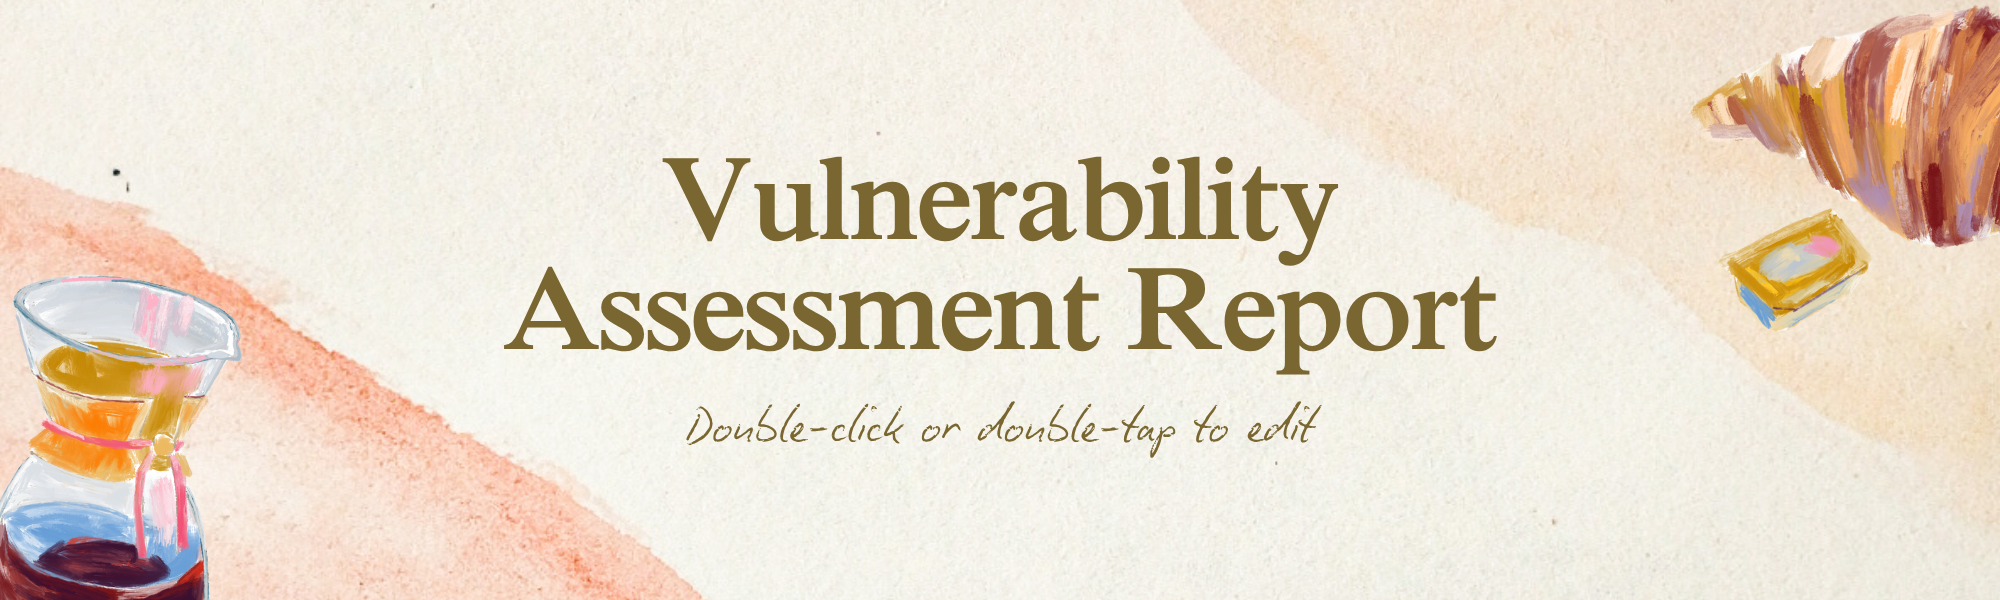 Vulnerability
Assessment Report
Double-click or double-tap to edit